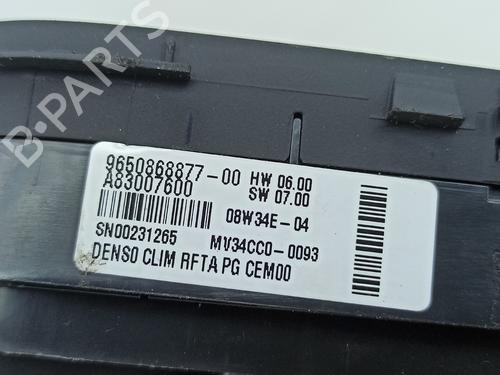 9650868877-00 HW 06.00
A83007600 SW 07.00
08W34E-04
SN00231265 MV34CC0-0093
DENSO CLIM RFTA PG CEM00
B-PARTS